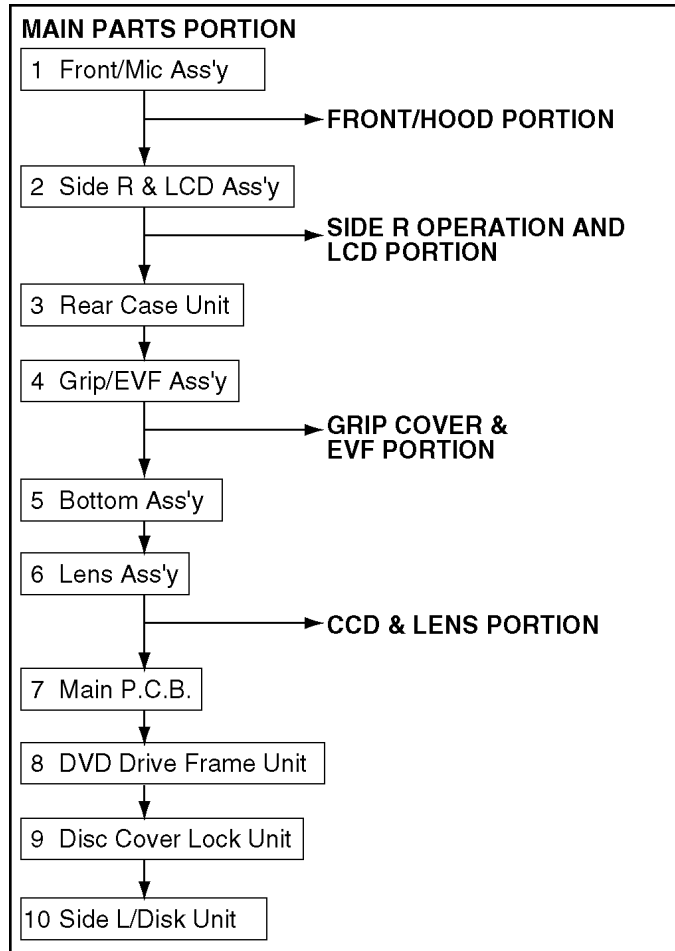 MAIN PARTS PORTION
1 Front/Mic Ass'y
FRONT/HOOD PORTION
2 Side R & LCD Ass'y
SIDE R OPERATION AND
LCD PORTION
3 Rear Case Unit
4 Grip/EVF Ass'y
GRIP COVER &
EVF PORTION
5 Bottom Ass'y
6 Lens Ass'y
CCD & LENS PORTION
7 Main P.C.B.
8 DVD Drive Frame Unit
9 Disc Cover Lock Unit
10 Side L/Disk Unit